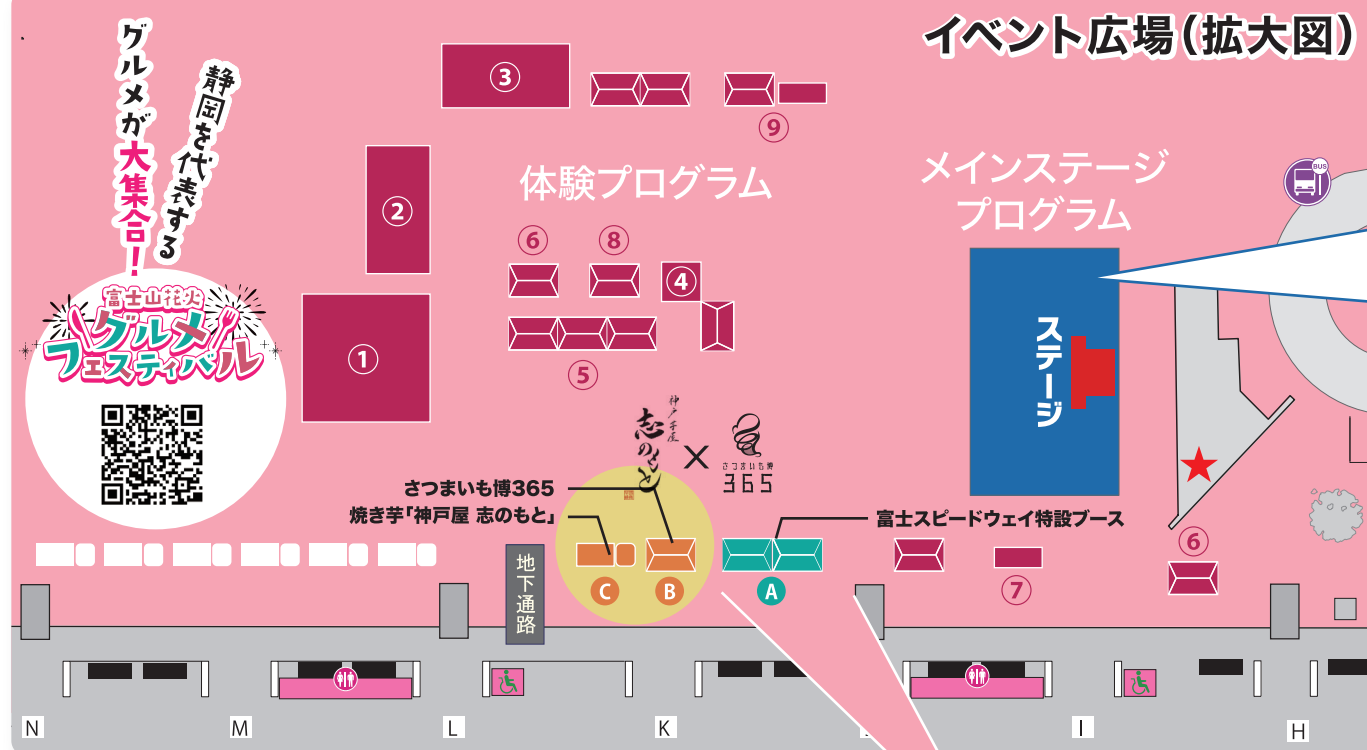 イベント広場(拡大図)
静岡を代表する
グルメが大集合!
富士山花火
グルメ
フェスティバル
③
⑨
②
体験プログラム
メインステージ
プログラム
BUS
⑥
⑧
④
①
⑤
ステージ
神戸屋
志のもと
×
さつまいも博
365
さつまいも博365
焼き芋「神戸屋 志のもと」
富士スピードウェイ特設ブース
地下通路
C
B
A
⑦
⑥
N
M
L
K
I
H